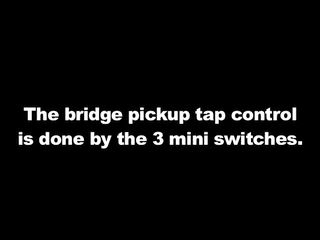 The bridge pickup tap control
is done by the 3 mini switches.